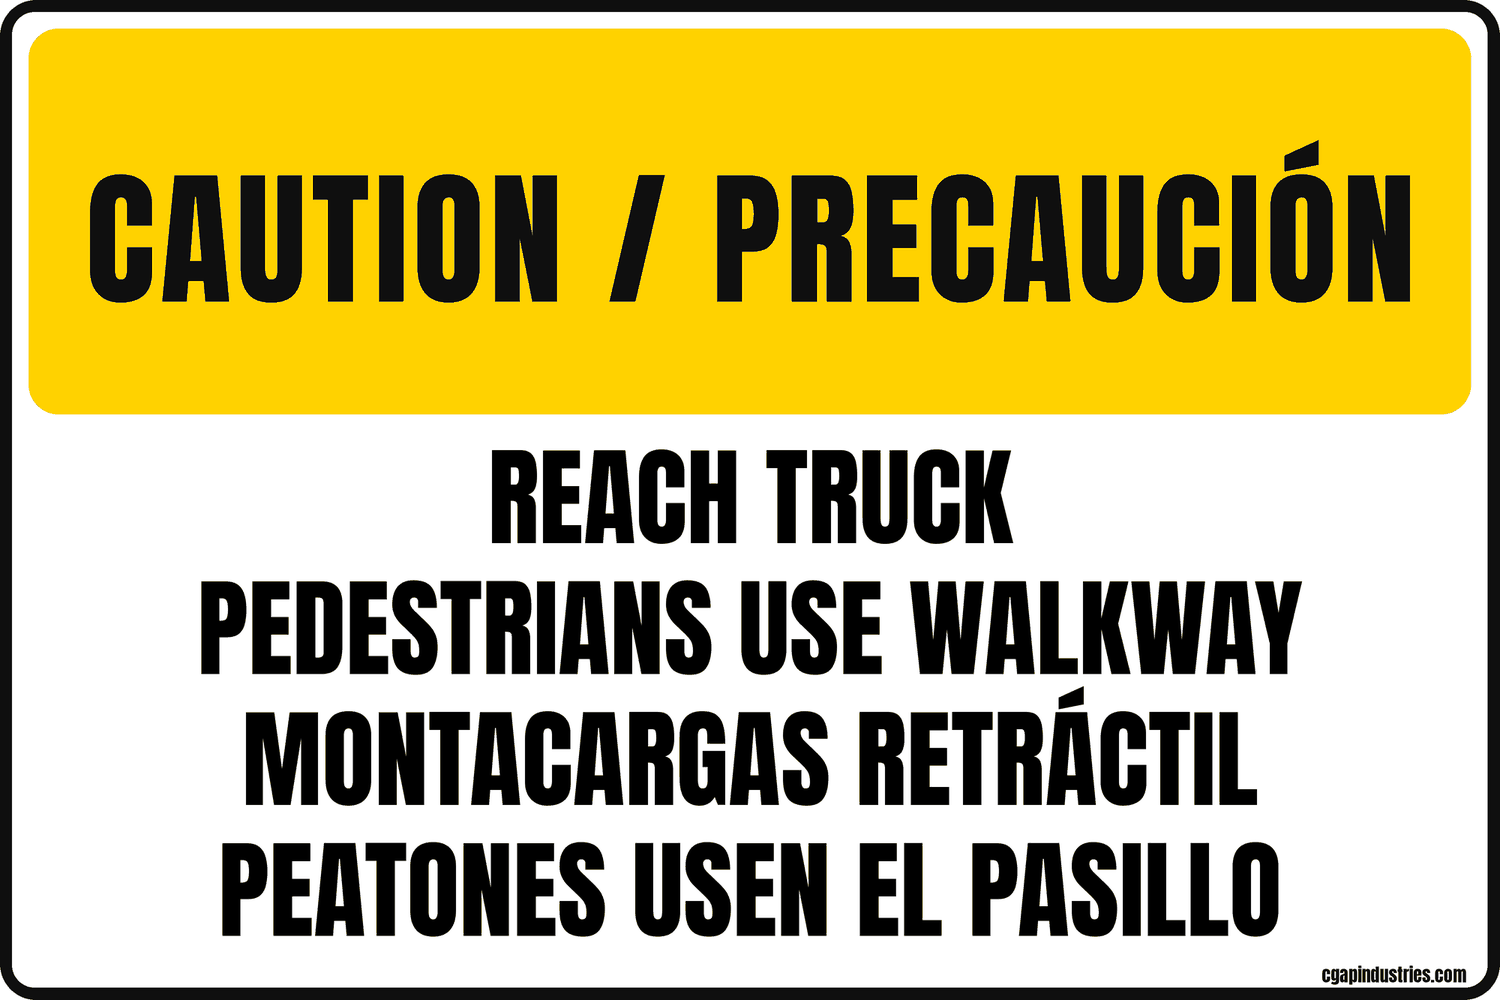 CAUTION / PRECAUCIÓN
REACH TRUCK
PEDESTRIANS USE WALKWAY
MONTACARGAS RETRÁCTIL
PEATONES USEN EL PASILLO
cgapindustries.com